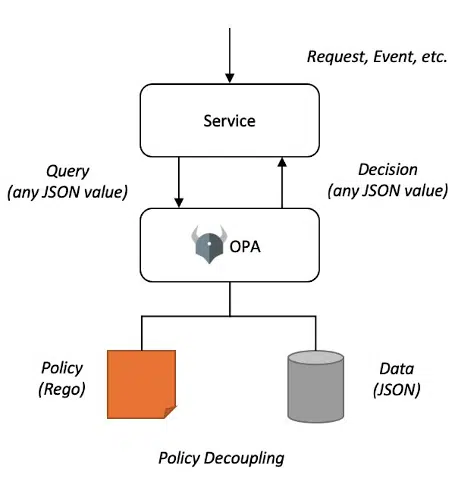 Request, Event, etc.
Service
Query
(any JSON value)
Decision
(any JSON value)
OPA
Policy
(Rego)
Data
(JSON)
Policy Decoupling